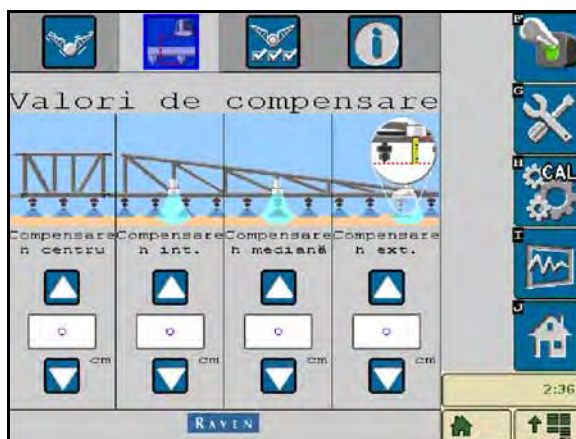 F
G
CAL
H
I
J
Valori de compensare
Compensare h centru
Compensare h int.
Compensare h mediană
Compensare h ext.
0 0 0 0
cm cm cm cm
2:36
RAVEN